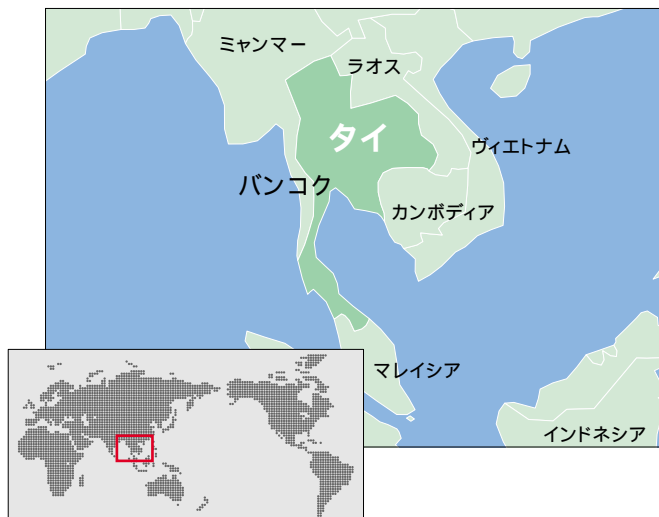 ミャンマー
ラオス
タイ
ヴィエトナム
バンコク
カンボディア
マレイシア
インドネシア